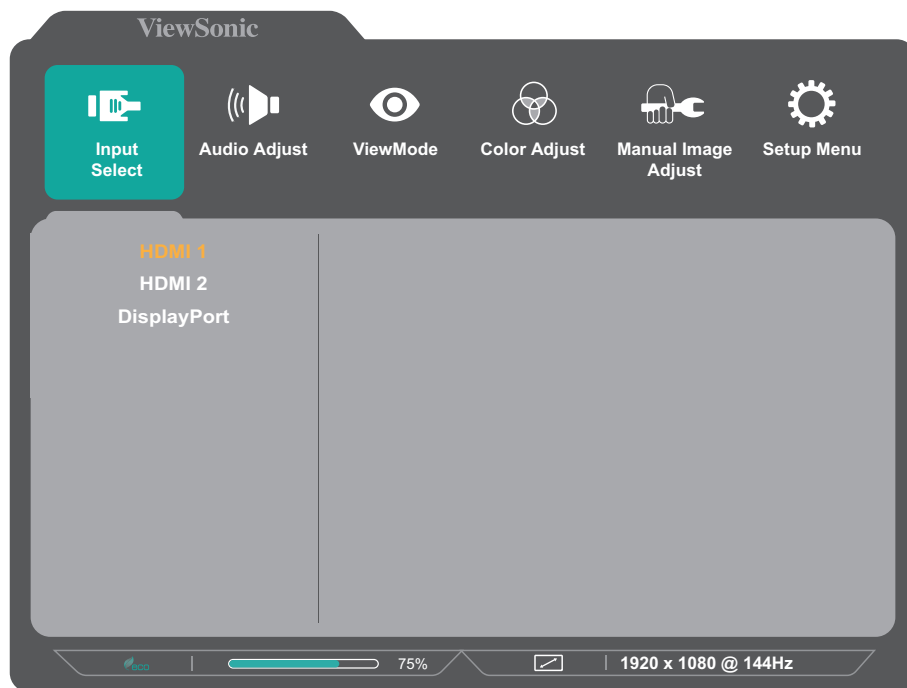 ViewSonic
Input
Select
Audio Adjust
ViewMode
Color Adjust
Manual Image
Adjust
Setup Menu
HDMI 1
HDMI 2
DisplayPort
eco
75%
1920 x 1080 @ 144Hz